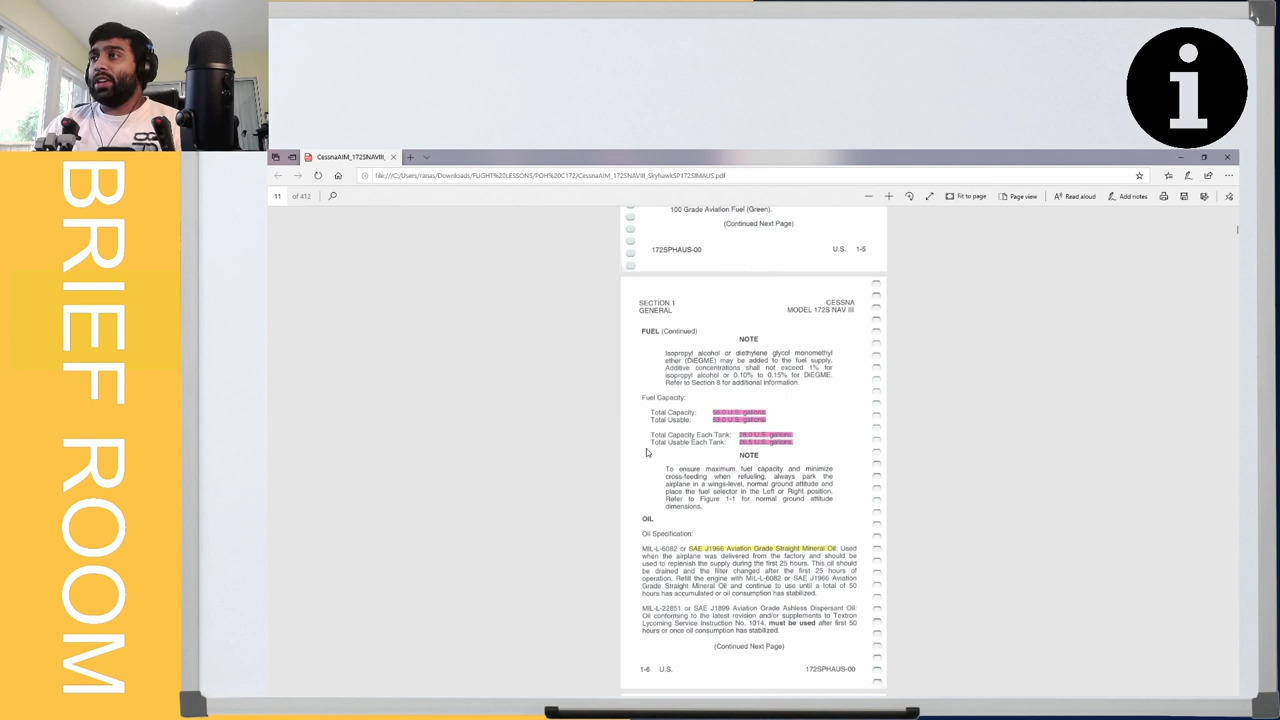 BRIEF ROOM
CessnaAIM_172SNAVIII_
file:///C:/Users/ranas/Downloads/FLIGHT%20LESSONS/POH%20C172/CessnaAIM_172SNAVIII_SkyhawkSP172SIMAUS.pdf
11 of 412
Fit to page
Page view
Read aloud
Add notes
100 Grade Aviation Fuel (Green).
(Continued Next Page)
172SPHAUS-00 U.S. 1-5
SECTION 1 CESSNA
GENERAL MODEL 172S NAV III
FUEL (Continued)
NOTE
Isopropyl alcohol or diethylene glycol monomethyl
ether (DiEGME) may be added to the fuel supply.
Additive concentrations shall not exceed 1% for
isopropyl alcohol or 0.10% to 0.15% for DiEGME.
Refer to Section 8 for additional information.
Fuel Capacity:
Total Capacity: 56.0 U.S. gallons
Total Usable: 53.0 U.S. gallons
Total Capacity Each Tank: 28.0 U.S. gallons
Total Usable Each Tank: 26.5 U.S. gallons
NOTE
To ensure maximum fuel capacity and minimize
cross-feeding when refueling, always park the
airplane in a wings-level, normal ground attitude and
place the fuel selector in the Left or Right position.
Refer to Figure 1-1 for normal ground attitude
dimensions.
OIL
Oil Specification:
MIL-L-6082 or SAE J1966 Aviation Grade Straight Mineral Oil: Used
when the airplane was delivered from the factory and should be
used to replenish the supply during the first 25 hours. This oil should
be drained and the filter changed after the first 25 hours of
operation. Refill the engine with MIL-L-6082 or SAE J1966 Aviation
Grade Straight Mineral Oil and continue to use until a total of 50
hours has accumulated or oil consumption has stabilized.
MIL-L-22851 or SAE J1899 Aviation Grade Ashless Dispersant Oil:
Oil conforming to the latest revision and/or supplements to Textron
Lycoming Service Instruction No. 1014, must be used after first 50
hours or once oil consumption has stabilized.
(Continued Next Page)
1-6 U.S. 172SPHAUS-00